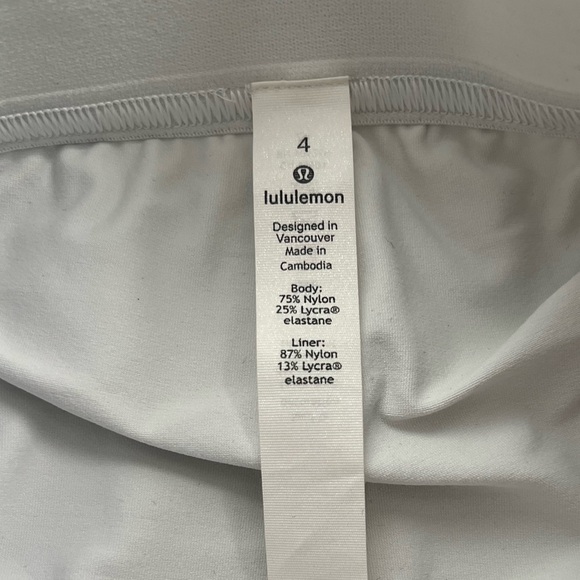 4
lululemon
Designed in
Vancouver
Made in
Cambodia
Body:
75% Nylon
25% Lycra®
elastane
Liner:
87% Nylon
13% Lycra®
elastane